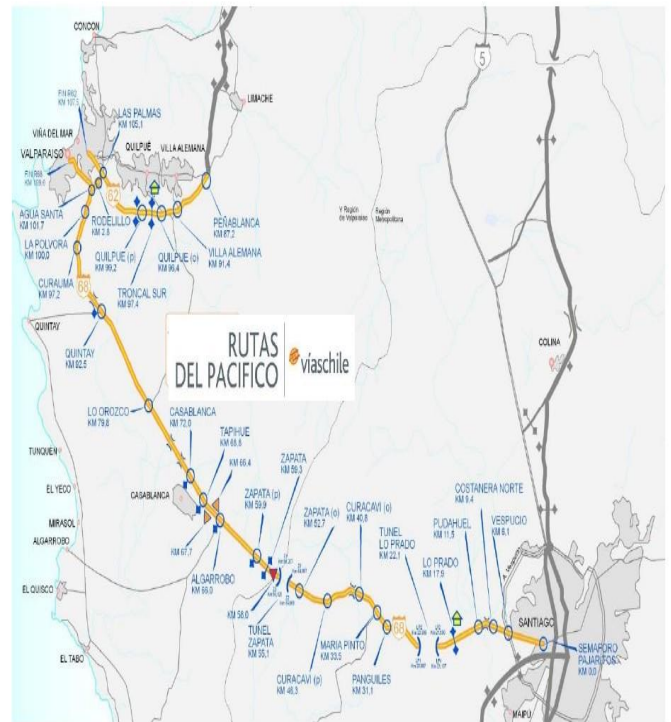 CONCON
5
FIN R60
KM 107,5
LAS PALMAS
KM 105,1
LIMACHE
VIÑA DEL MAR
VALPARAISO
QUILPUÉ
VILLA ALEMANA
V Región
de Valparaíso
Región
Metropolitana
AGUA SANTA
KM 101,7
LA POLVORA
KM 100,0
CURAUMA
KM 97,2
62
RODELILLO
KM 2,8
QUILPUE (p)
KM 99,2
TRONCAL SUR
KM 97,4
QUILPUE (o)
KM 96,4
VILLA ALEMANA
KM 91,4
PEÑABLANCA
KM 87,2
68
QUINTAY
QUINTAY
KM 92,5
RUTAS
DEL PACIFICO
víaschile
COLINA
LO OROZCO
KM 79,8
CASABLANCA
KM 72,0
TAPIHUE
KM 68,8
KM 66,4
ZAPATA
KM 59,3
TUNQUEN
EL YECO
MIRASOL
ALGARROBO
EL QUISCO
EL TABO
CASABLANCA
KM 67,7
ALGARROBO
KM 66,0
ZAPATA (p)
KM 59,9
ZAPATA (o)
KM 52,7
CURACAVI (o)
KM 40,8
TUNEL
LO PRADO
KM 22,1
PUDAHUEL
KM 11,5
COSTANERA NORTE
KM 9,4
VESPUCIO
KM 8,1
LO PRADO
KM 17,9
KM 58,0
TUNEL
ZAPATA
KM 55,1
CURACAVI (p)
KM 46,3
MARIA PINTO
KM 33,5
PANGUILES
KM 31,1
68
SANTIAGO
SEMAFORO
PAJARITOS
KM 0,0
MAIPÚ